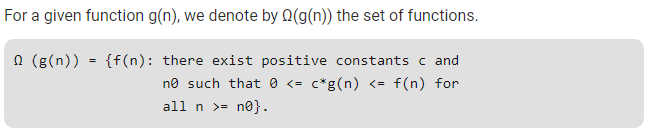 For a given function g(n), we denote by Ω(g(n)) the set of functions.
Ω (g(n)) = {f(n): there exist positive constants c and
n0 such that 0 <= c*g(n) <= f(n) for
all n >= n0}.